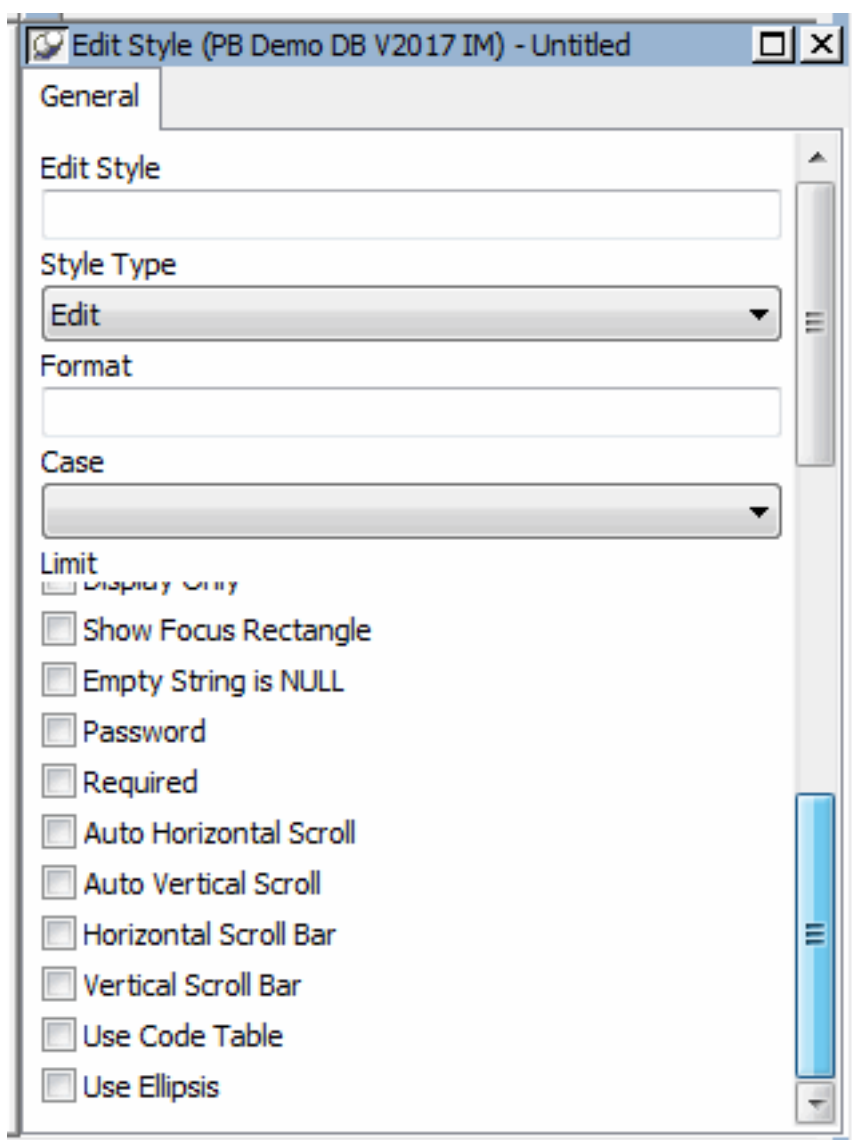 Edit Style (PB Demo DB V2017 IM) - Untitled
General
Edit Style
Style Type
Edit
Format
Case
Limit
Display Only
Show Focus Rectangle
Empty String is NULL
Password
Required
Auto Horizontal Scroll
Auto Vertical Scroll
Horizontal Scroll Bar
Vertical Scroll Bar
Use Code Table
Use Ellipsis